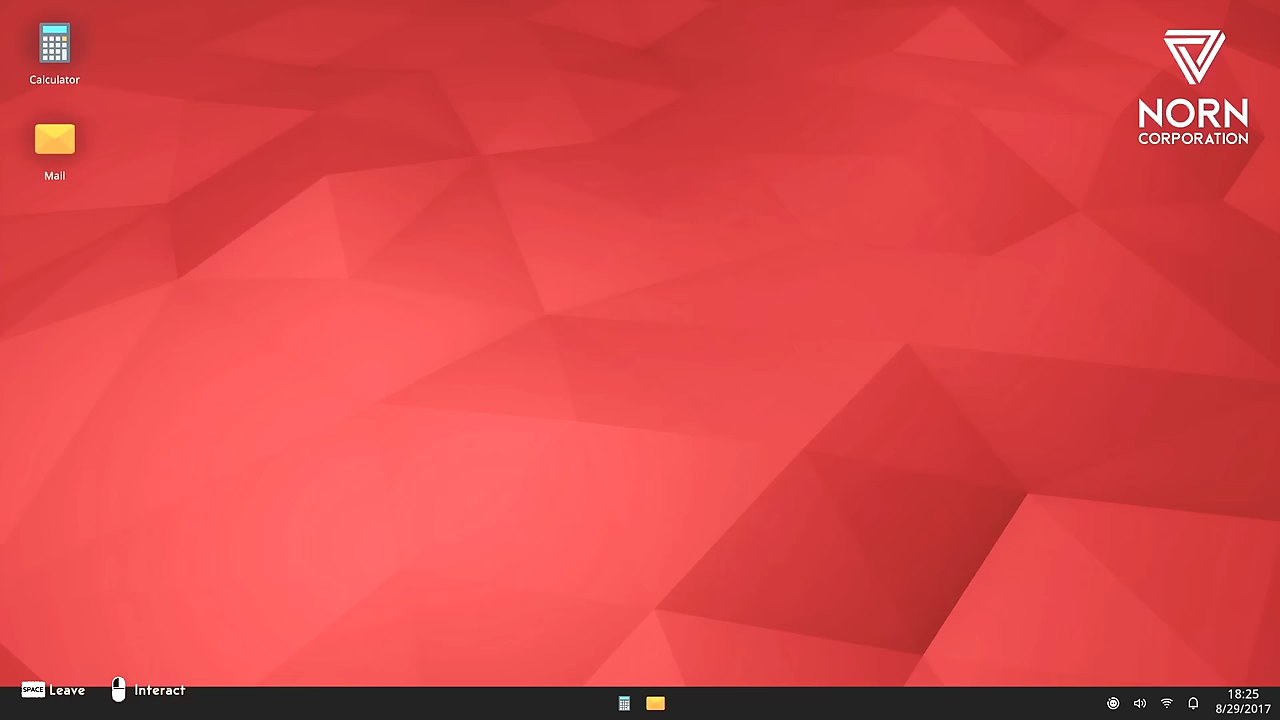 Calculator
Mail
NORN
CORPORATION
SPACE Leave
Interact
18:25
8/29/2017